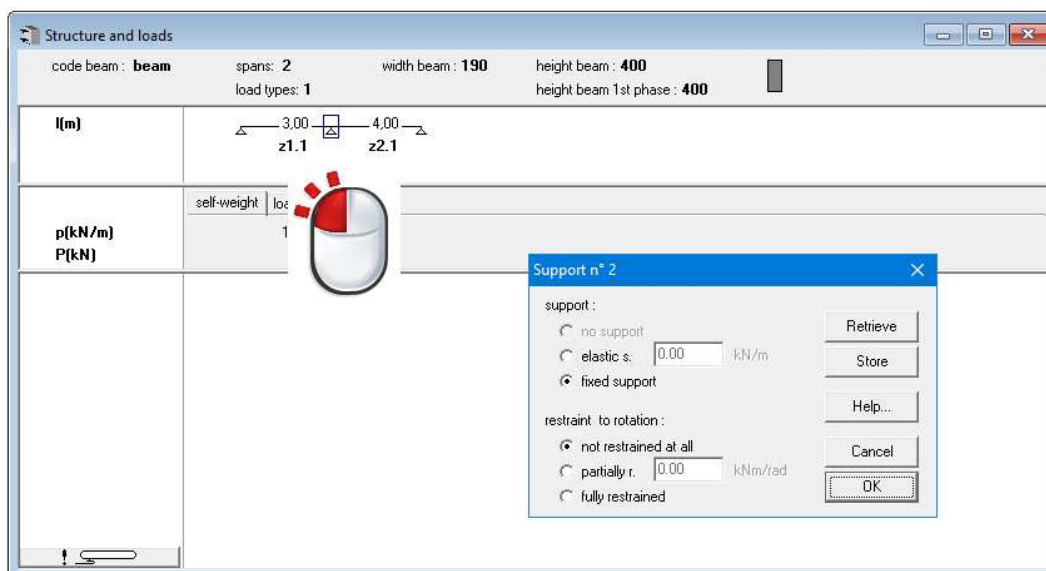 Structure and loads
code beam : beam spans: 2 width beam : 190 height beam : 400
load types: 1 height beam 1st phase : 400
l(m) 3,00 4,00
z1.1 z2.1
self-weight
p(kN/m) 1
P(kN)
Support n° 2
support :
no support Retrieve
elastic s. 0.00 kN/m Store
fixed support
Help...
restraint to rotation :
not restrained at all Cancel
partially r. 0.00 kNm/rad OK
fully restrained